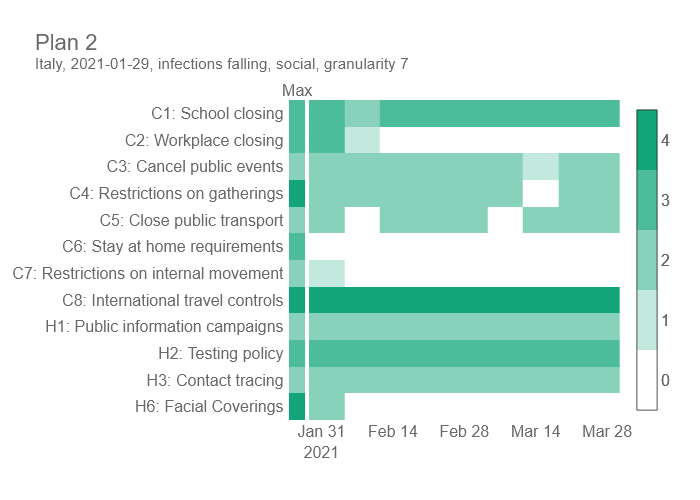 Plan 2
Italy, 2021-01-29, infections falling, social, granularity 7
Max
C1: School closing
C2: Workplace closing
C3: Cancel public events
C4: Restrictions on gatherings
C5: Close public transport
C6: Stay at home requirements
C7: Restrictions on internal movement
C8: International travel controls
H1: Public information campaigns
H2: Testing policy
H3: Contact tracing
H6: Facial Coverings
Jan 31 Feb 14 Feb 28 Mar 14 Mar 28
2021
4
3
2
1
0